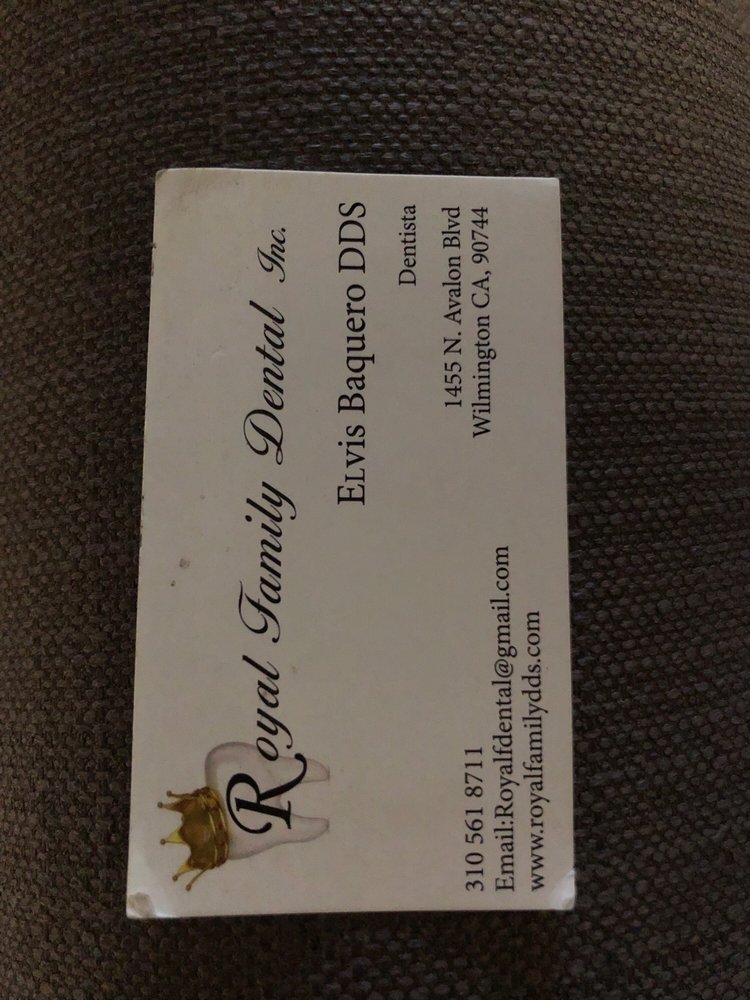 Royal Family Dental Inc.
Elvis Baquero DDS
Dentista
1455 N. Avalon Blvd
Wilmington CA, 90744
310 561 8711
Email:Royalfdental@gmail.com
www.royalfamilydds.com